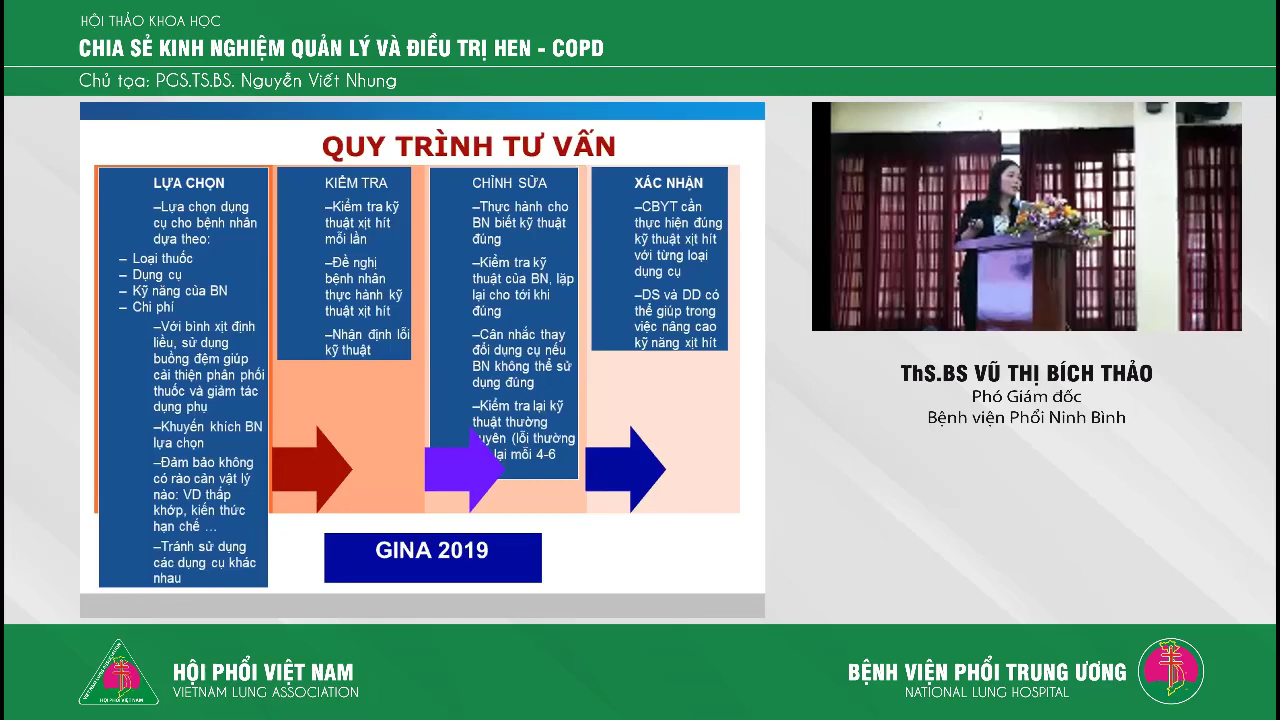 HỘI THẢO KHOA HỌC
CHIA SẺ KINH NGHIỆM QUẢN LÝ VÀ ĐIỀU TRỊ HEN - COPD
Chủ tọa: PGS.TS.BS. Nguyễn Viết Nhung
QUY TRÌNH TƯ VẤN
LỰA CHỌN
–Lựa chọn dụng
cụ cho bệnh nhân
dựa theo:
– Loại thuốc
– Dụng cụ
– Kỹ năng của BN
– Chi phí
–Với bình xịt định
liều, sử dụng
buồng đệm giúp
cải thiện phân phối
thuốc và giảm tác
dụng phụ
–Khuyến khích BN
lựa chọn
–Đảm bảo không
có rào cản vật lý
nào: VD thấp
khớp, kiến thức
hạn chế ...
–Tránh sử dụng
các dụng cụ khác
nhau
KIỂM TRA
–Kiểm tra kỹ
thuật xịt hít
mỗi lần
–Đề nghị
bệnh nhân
thực hành kỹ
thuật xịt hít
–Nhận định lỗi
kỹ thuật
CHỈNH SỬA
–Thực hành cho
BN biết kỹ thuật
đúng
–Kiểm tra kỹ
thuật của BN, lặp
lại cho tới khi
đúng
–Cân nhắc thay
đổi dụng cụ nếu
BN không thể sử
dụng đúng
–Kiểm tra lại kỹ
thuật thường
(lỗi thường
lại mỗi 4-6
XÁC NHẬN
–CBYT cần
thực hiện đúng
kỹ thuật xịt hít
với từng loại
dụng cụ
–DS và DD có
thể giúp trong
việc nâng cao
kỹ năng xịt hít
GINA 2019
ThS.BS VŨ THỊ BÍCH THẢO
Phó Giám đốc
Bệnh viện Phổi Ninh Bình
HỘI PHỔI VIỆT NAM
VIETNAM LUNG ASSOCIATION
BỆNH VIỆN PHỔI TRUNG ƯƠNG
NATIONAL LUNG HOSPITAL